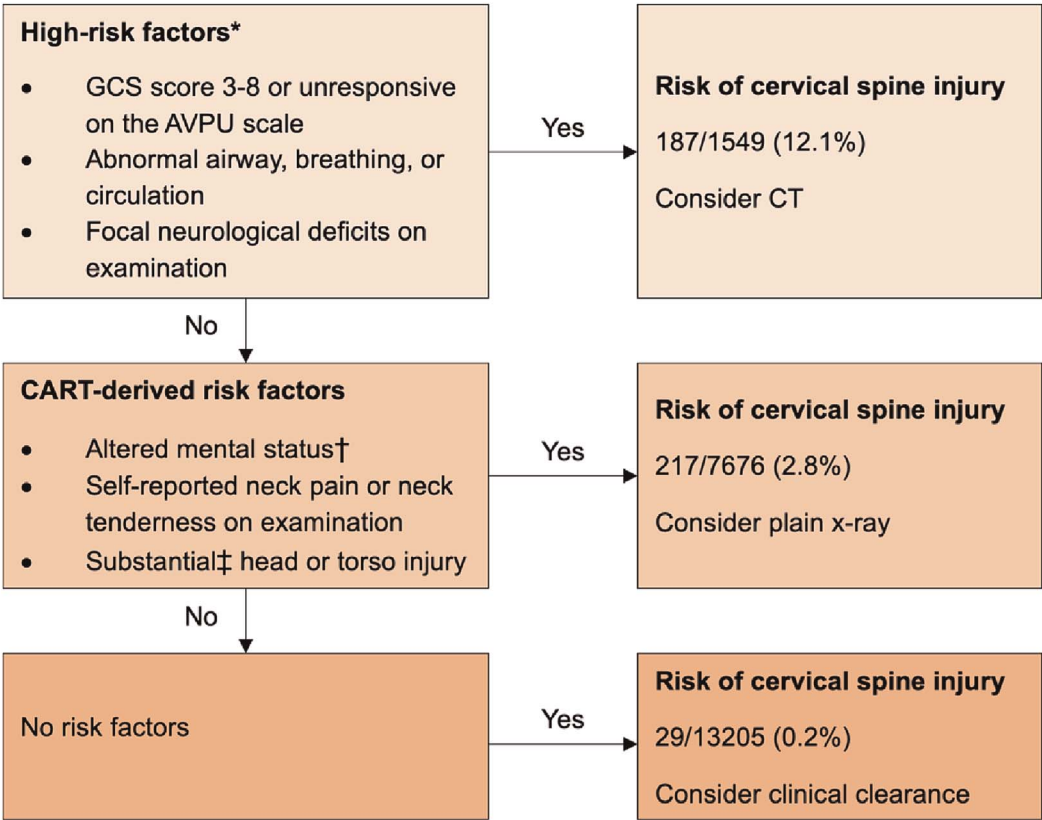 High-risk factors*
• GCS score 3-8 or unresponsive
on the AVPU scale
• Abnormal airway, breathing, or
circulation
• Focal neurological deficits on
examination
Yes
Risk of cervical spine injury
187/1549 (12.1%)
Consider CT
No
CART-derived risk factors
• Altered mental status†
• Self-reported neck pain or neck
tenderness on examination
• Substantial‡ head or torso injury
Yes
Risk of cervical spine injury
217/7676 (2.8%)
Consider plain x-ray
No
No risk factors
Yes
Risk of cervical spine injury
29/13205 (0.2%)
Consider clinical clearance